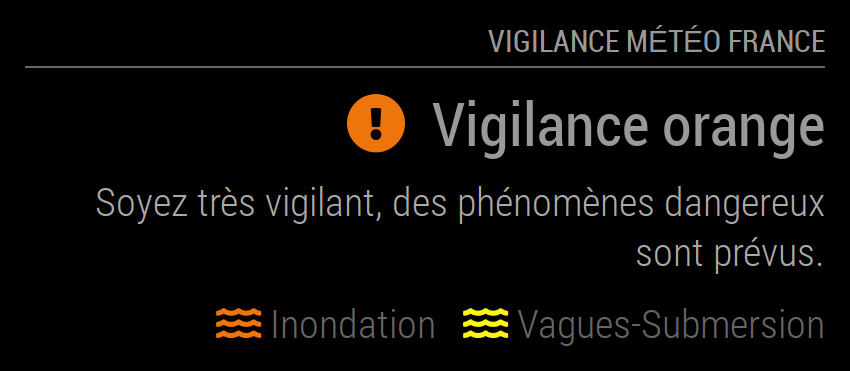 VIGILANCE MÉTÉO FRANCE
Vigilance orange
Soyez très vigilant, des phénomènes dangereux
sont prévus.
Inondation Vagues-Submersion